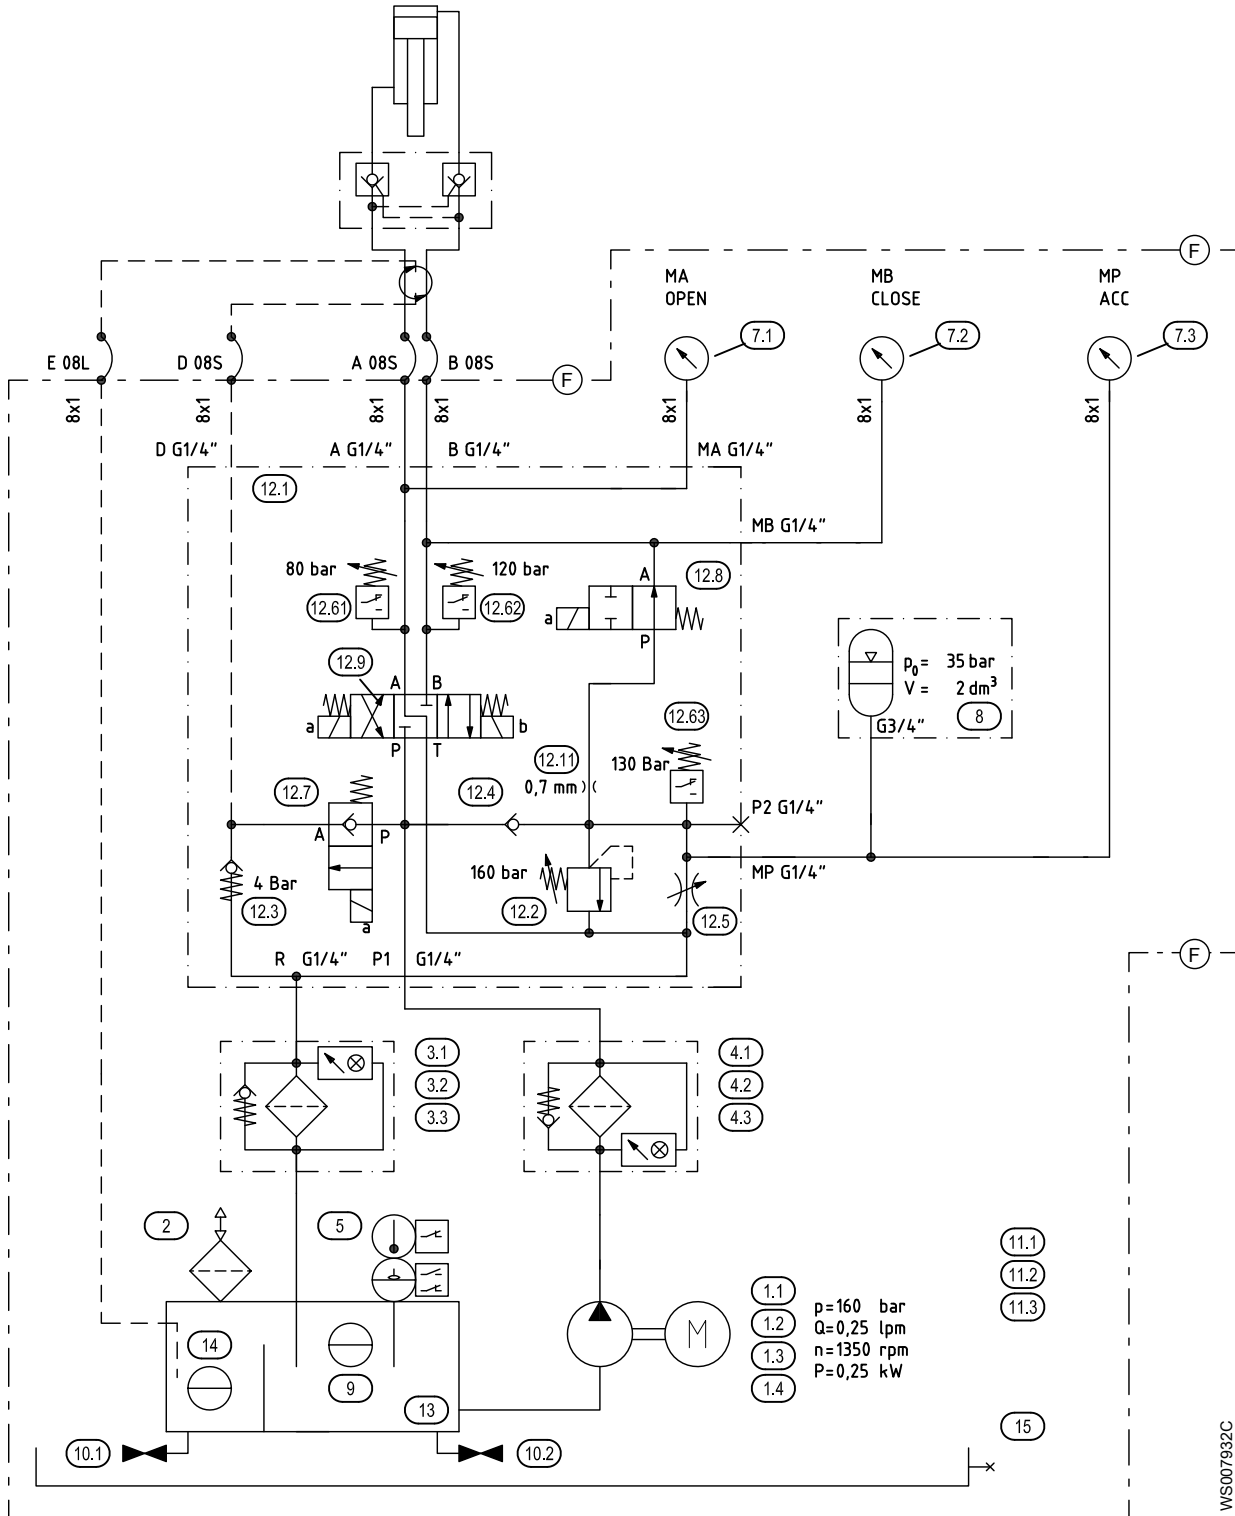 F
MA
OPEN
MB
CLOSE
MP
ACC
7.1
7.2
7.3
E 08L
D 08S
A 08S
B 08S
F
8x1
8x1
8x1
8x1
8x1
8x1
8x1
D G1/4"
A G1/4"
B G1/4"
MA G1/4"
12.1
MB G1/4"
80 bar
120 bar
12.61
12.62
A
12.8
a
P
12.9
A
B
a
b
P
T
p0= 35 bar
V = 2 dm³
8
G3/4"
12.63
12.11
130 Bar
0,7 mm
12.7
12.4
P2 G1/4"
A
P
MP G1/4"
4 Bar
12.3
a
160 bar
12.2
12.5
R G1/4"
P1 G1/4"
F
3.1
3.2
3.3
4.1
4.2
4.3
2
5
11.1
11.2
11.3
1.1
1.2
1.3
1.4
p=160 bar
Q=0,25 lpm
n=1350 rpm
P=0,25 kW
M
14
9
13
10.1
10.2
15
WS007932C